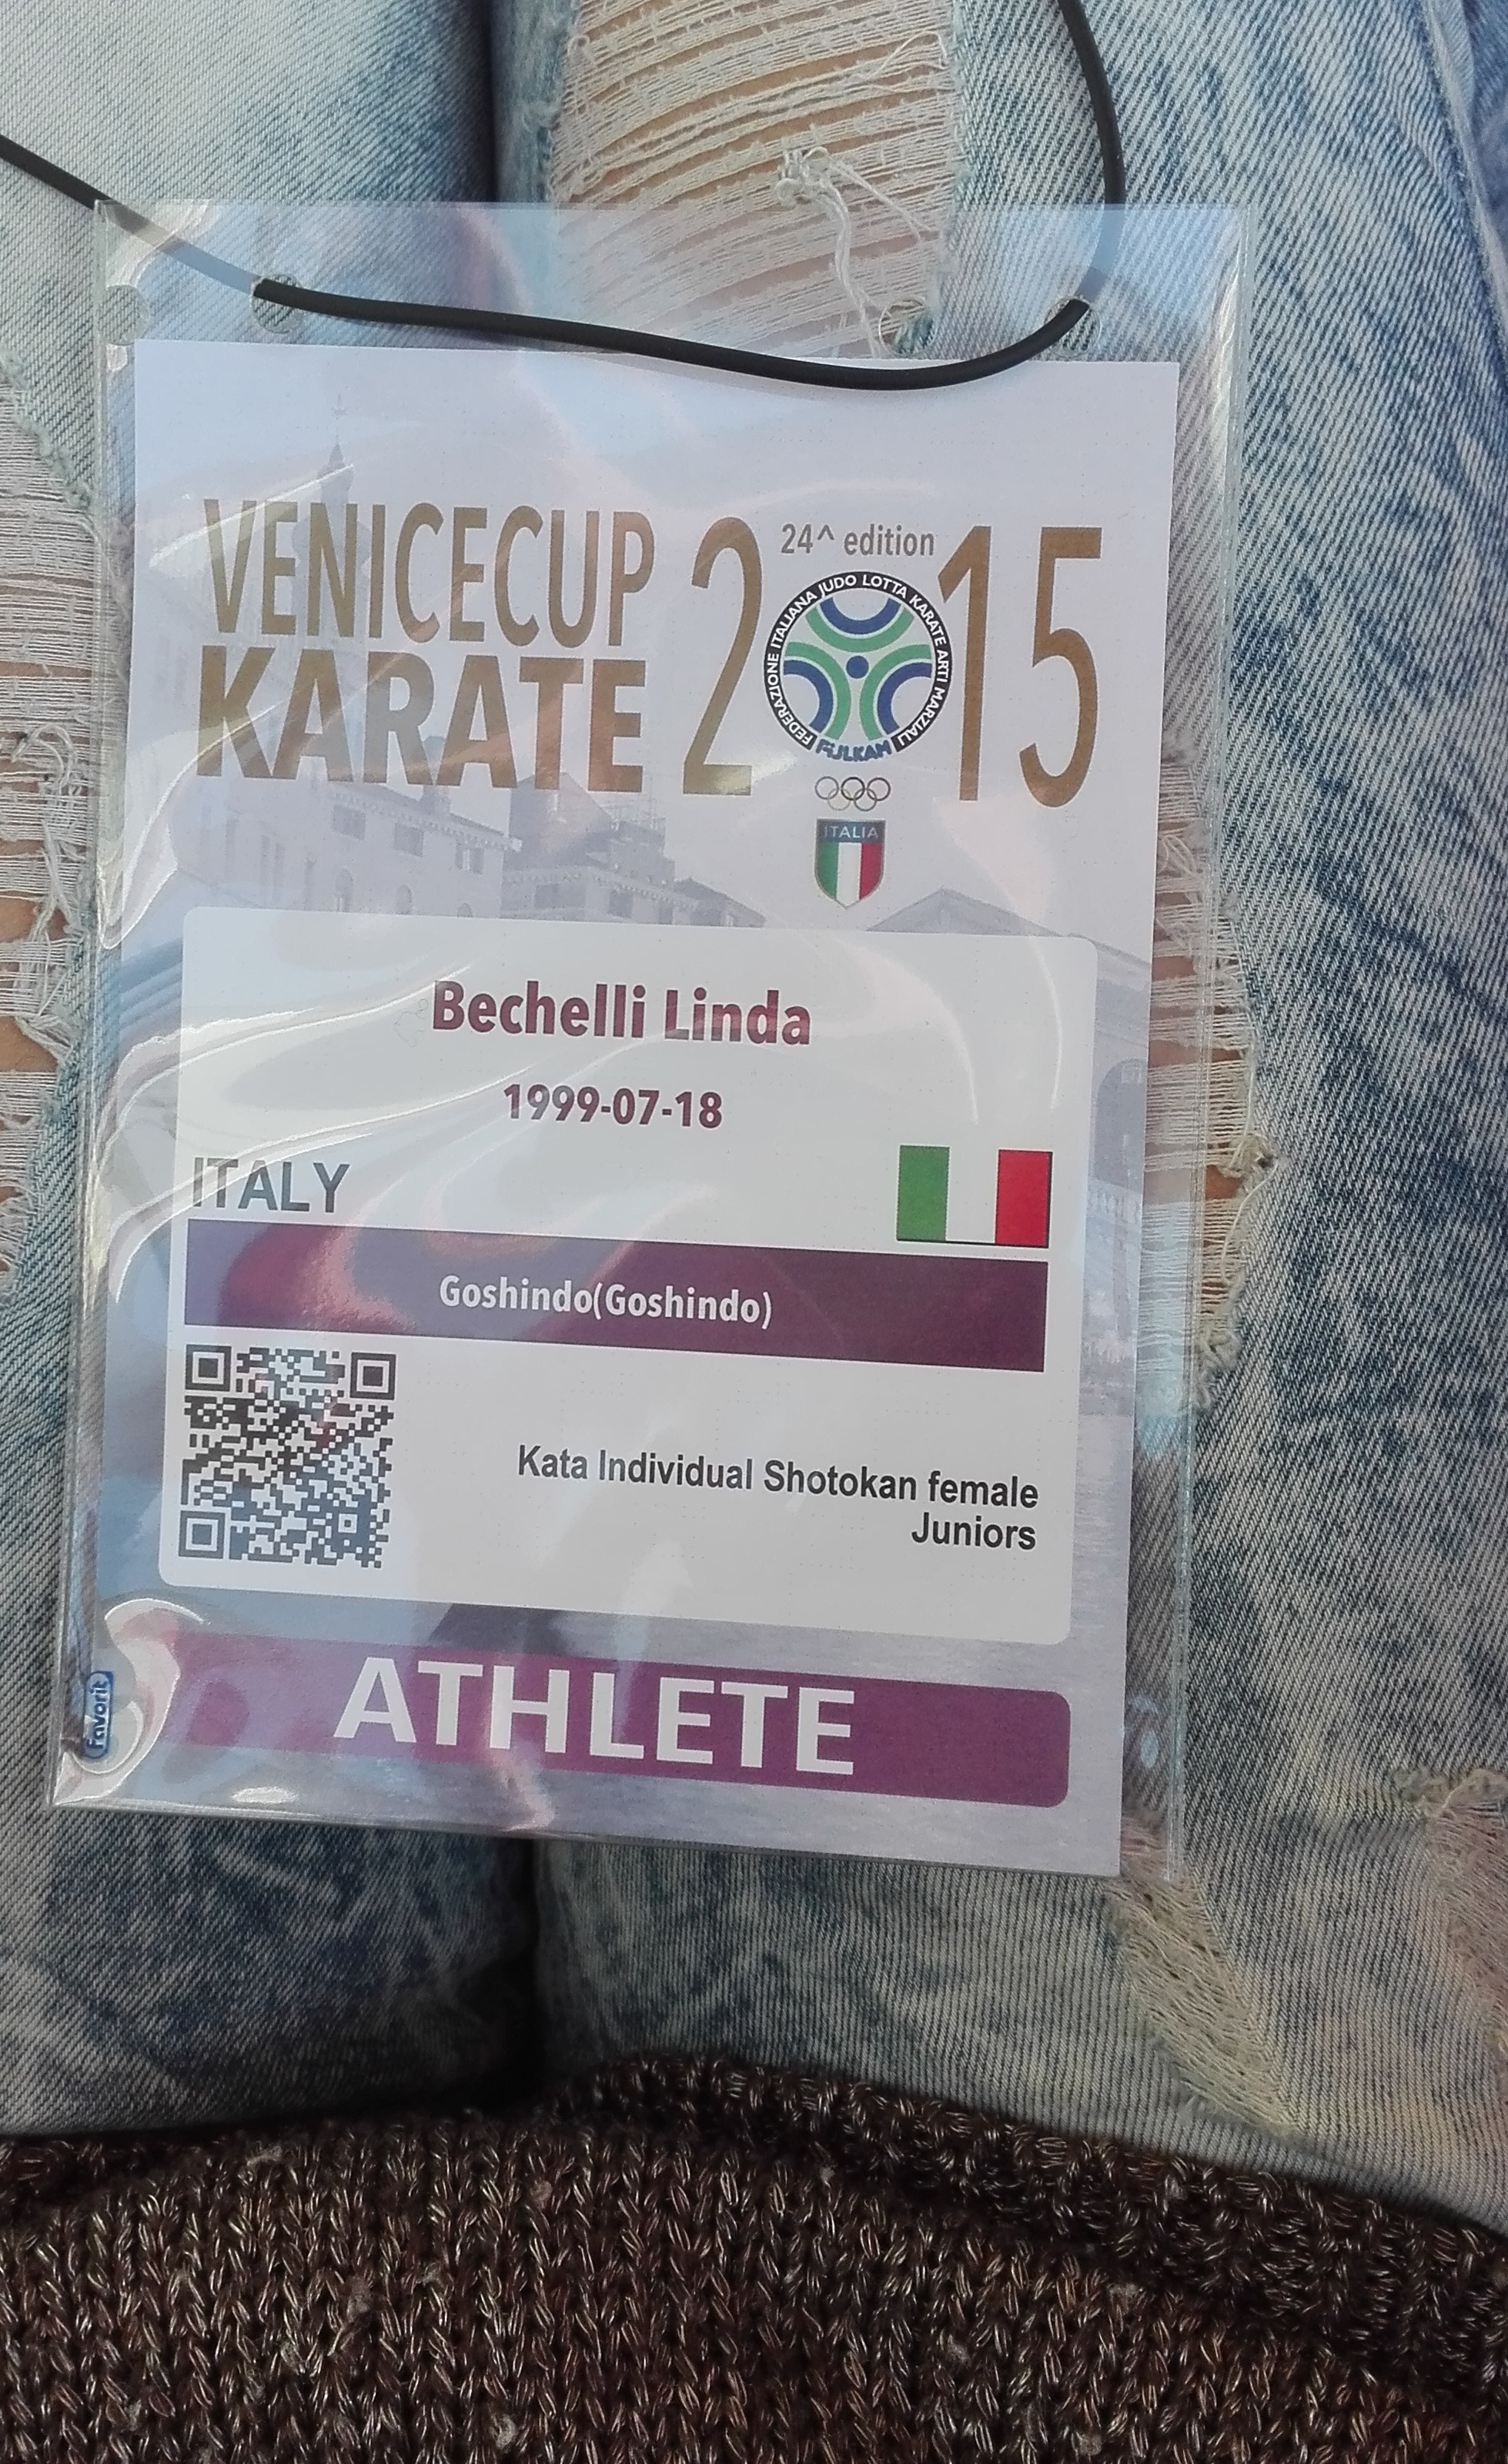 VENICECUP
KARATE
2015
24^ edition
FEDERAZIONE ITALIANA JUDO LOTTA KARATE ARTI MARZIALI
FIJLKAM
ITALIA
Bechelli Linda
1999-07-18
ITALY
Goshindo(Goshindo)
Kata Individual Shotokan female
Juniors
ATHLETE
Favorit